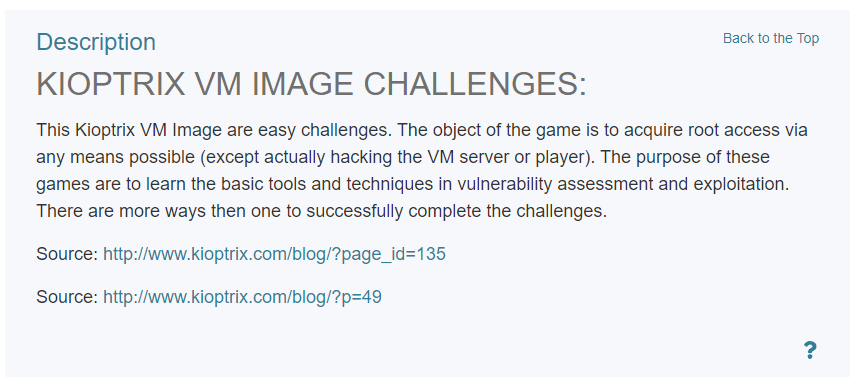 Description
Back to the Top
KIOPTRIX VM IMAGE CHALLENGES:
This Kioptrix VM Image are easy challenges. The object of the game is to acquire root access via
any means possible (except actually hacking the VM server or player). The purpose of these
games are to learn the basic tools and techniques in vulnerability assessment and exploitation.
There are more ways then one to successfully complete the challenges.
Source: http://www.kioptrix.com/blog/?page_id=135
Source: http://www.kioptrix.com/blog/?p=49
?